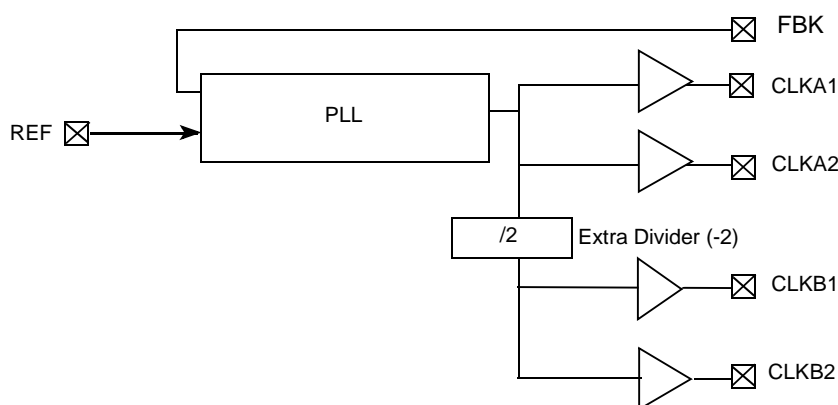 FBK
CLKA1
PLL
REF
CLKA2
/2
Extra Divider (-2)
CLKB1
CLKB2